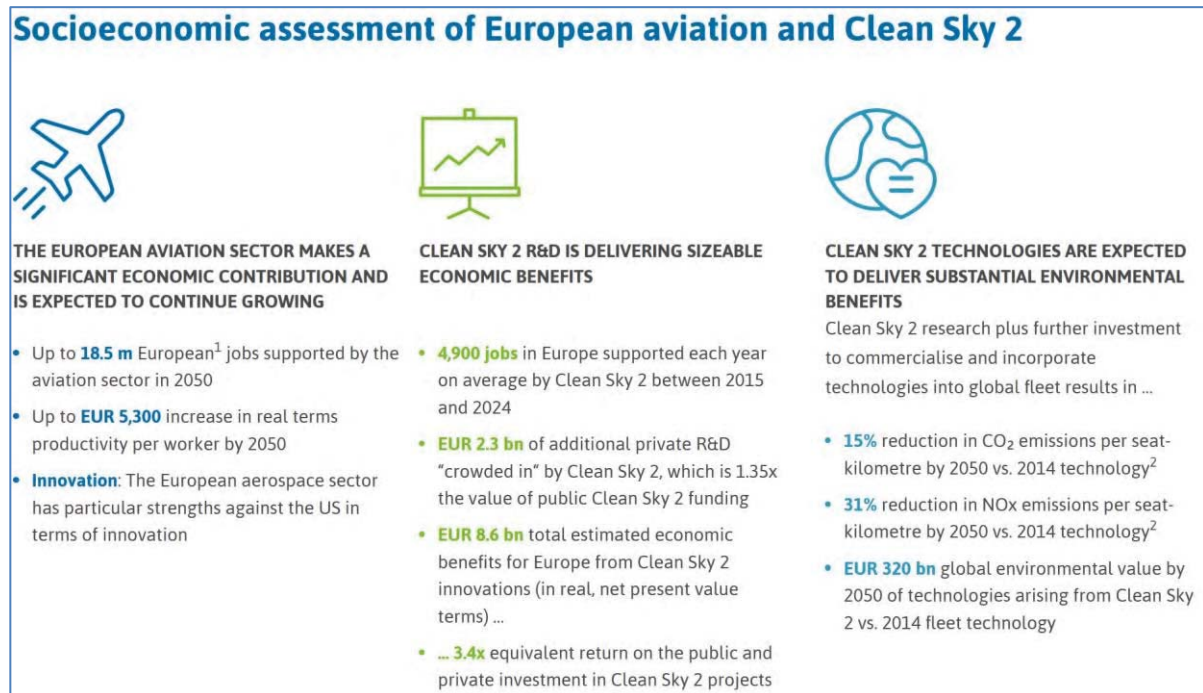 Socioeconomic assessment of European aviation and Clean Sky 2
THE EUROPEAN AVIATION SECTOR MAKES A
SIGNIFICANT ECONOMIC CONTRIBUTION AND
IS EXPECTED TO CONTINUE GROWING
• Up to 18.5 m European¹ jobs supported by the
aviation sector in 2050
• Up to EUR 5,300 increase in real terms
productivity per worker by 2050
• Innovation: The European aerospace sector
has particular strengths against the US in
terms of innovation
CLEAN SKY 2 R&D IS DELIVERING SIZEABLE
ECONOMIC BENEFITS
• 4,900 jobs in Europe supported each year
on average by Clean Sky 2 between 2015
and 2024
• EUR 2.3 bn of additional private R&D
"crowded in“ by Clean Sky 2, which is 1.35x
the value of public Clean Sky 2 funding
• EUR 8.6 bn total estimated economic
benefits for Europe from Clean Sky 2
innovations (in real, net present value
terms) ...
• ... 3.4x equivalent return on the public and
private investment in Clean Sky 2 projects
CLEAN SKY 2 TECHNOLOGIES ARE EXPECTED
TO DELIVER SUBSTANTIAL ENVIRONMENTAL
BENEFITS
Clean Sky 2 research plus further investment
to commercialise and incorporate
technologies into global fleet results in ...
• 15% reduction in CO₂ emissions per seat-
kilometre by 2050 vs. 2014 technology²
• 31% reduction in NOx emissions per seat-
kilometre by 2050 vs. 2014 technology²
• EUR 320 bn global environmental value by
2050 of technologies arising from Clean Sky
2 vs. 2014 fleet technology